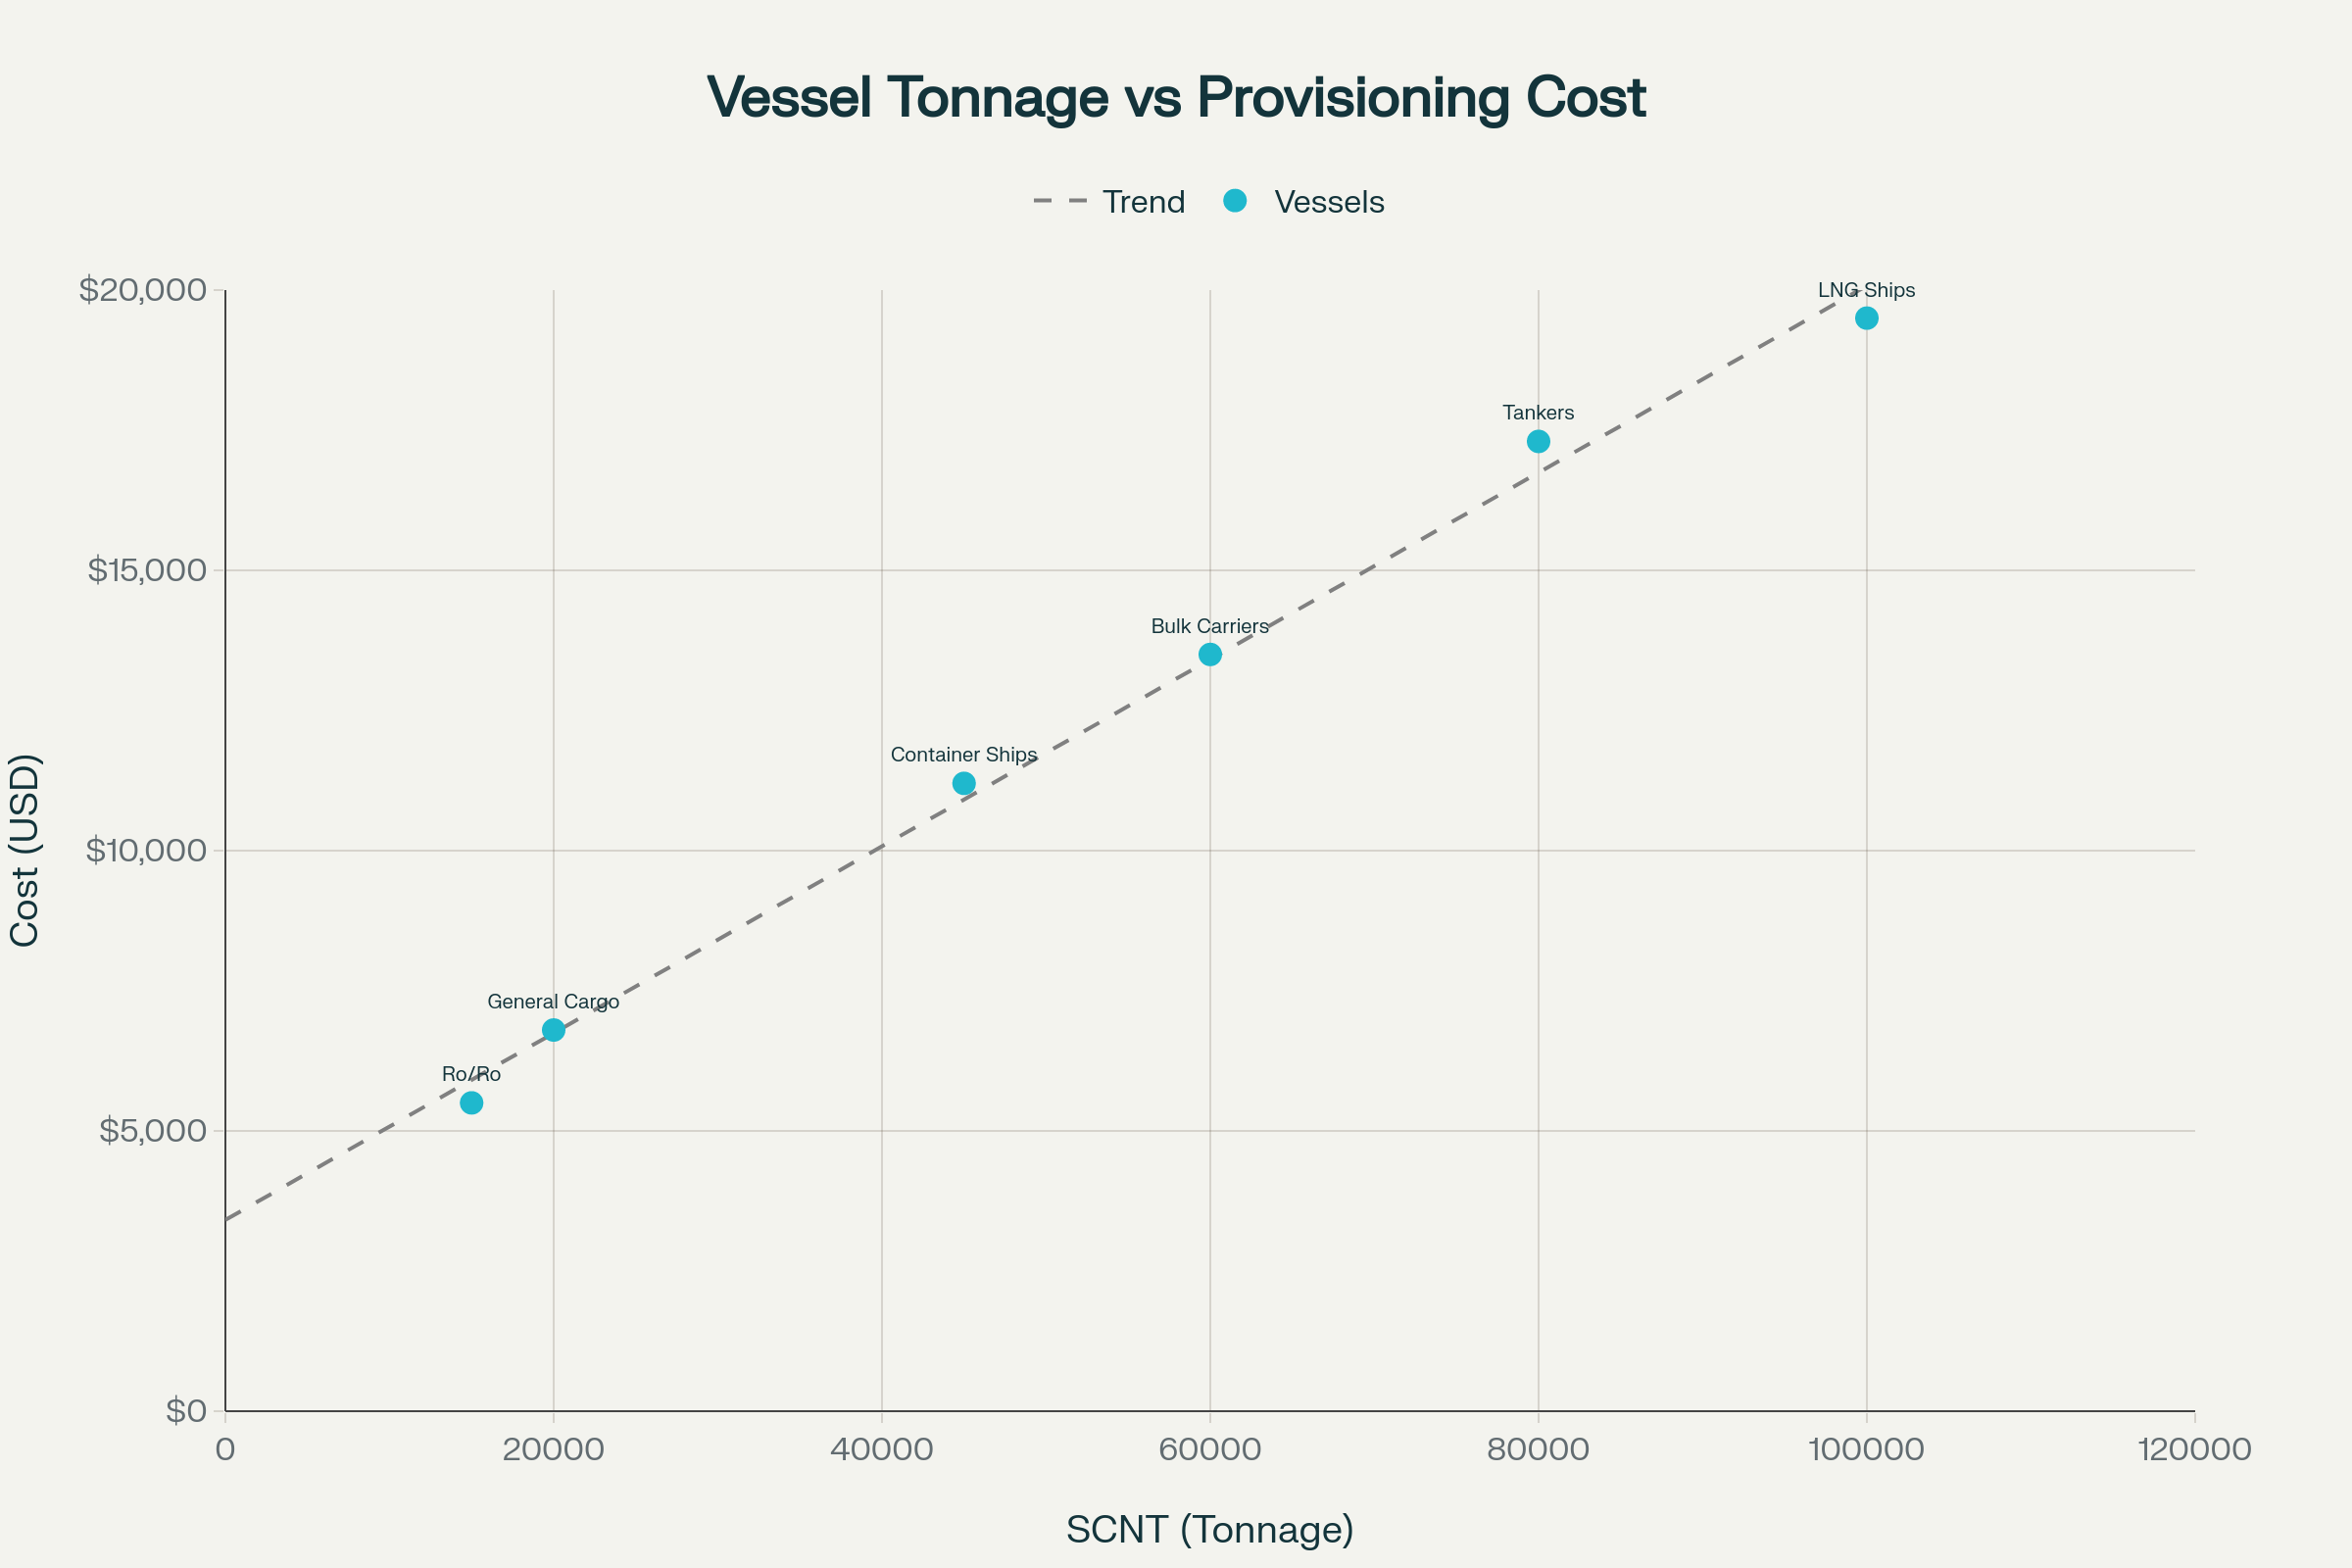 Vessel Tonnage vs Provisioning Cost
Trend
Vessels
$20,000
LNG Ships
Tankers
$15,000
Bulk Carriers
Container Ships
$10,000
General Cargo
Ro/Ro
$5,000
$0
Cost (USD)
0
20000
40000
60000
80000
100000
120000
SCNT (Tonnage)